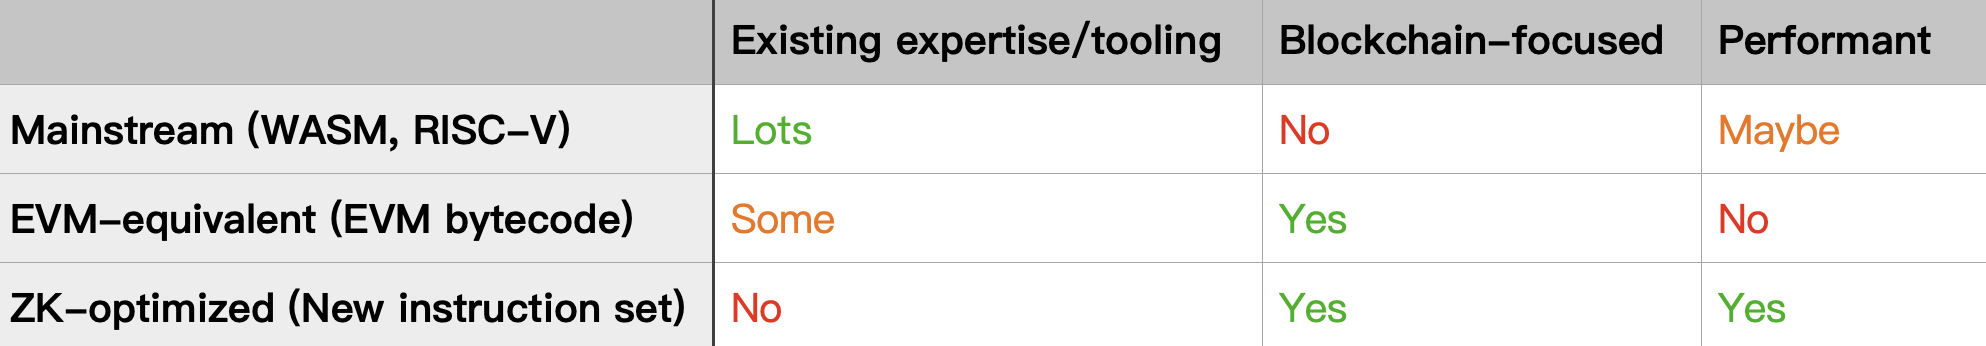 Existing expertise/tooling Blockchain-focused Performant
Mainstream (WASM, RISC-V) Lots No Maybe
EVM-equivalent (EVM bytecode) Some Yes No
ZK-optimized (New instruction set) No Yes Yes